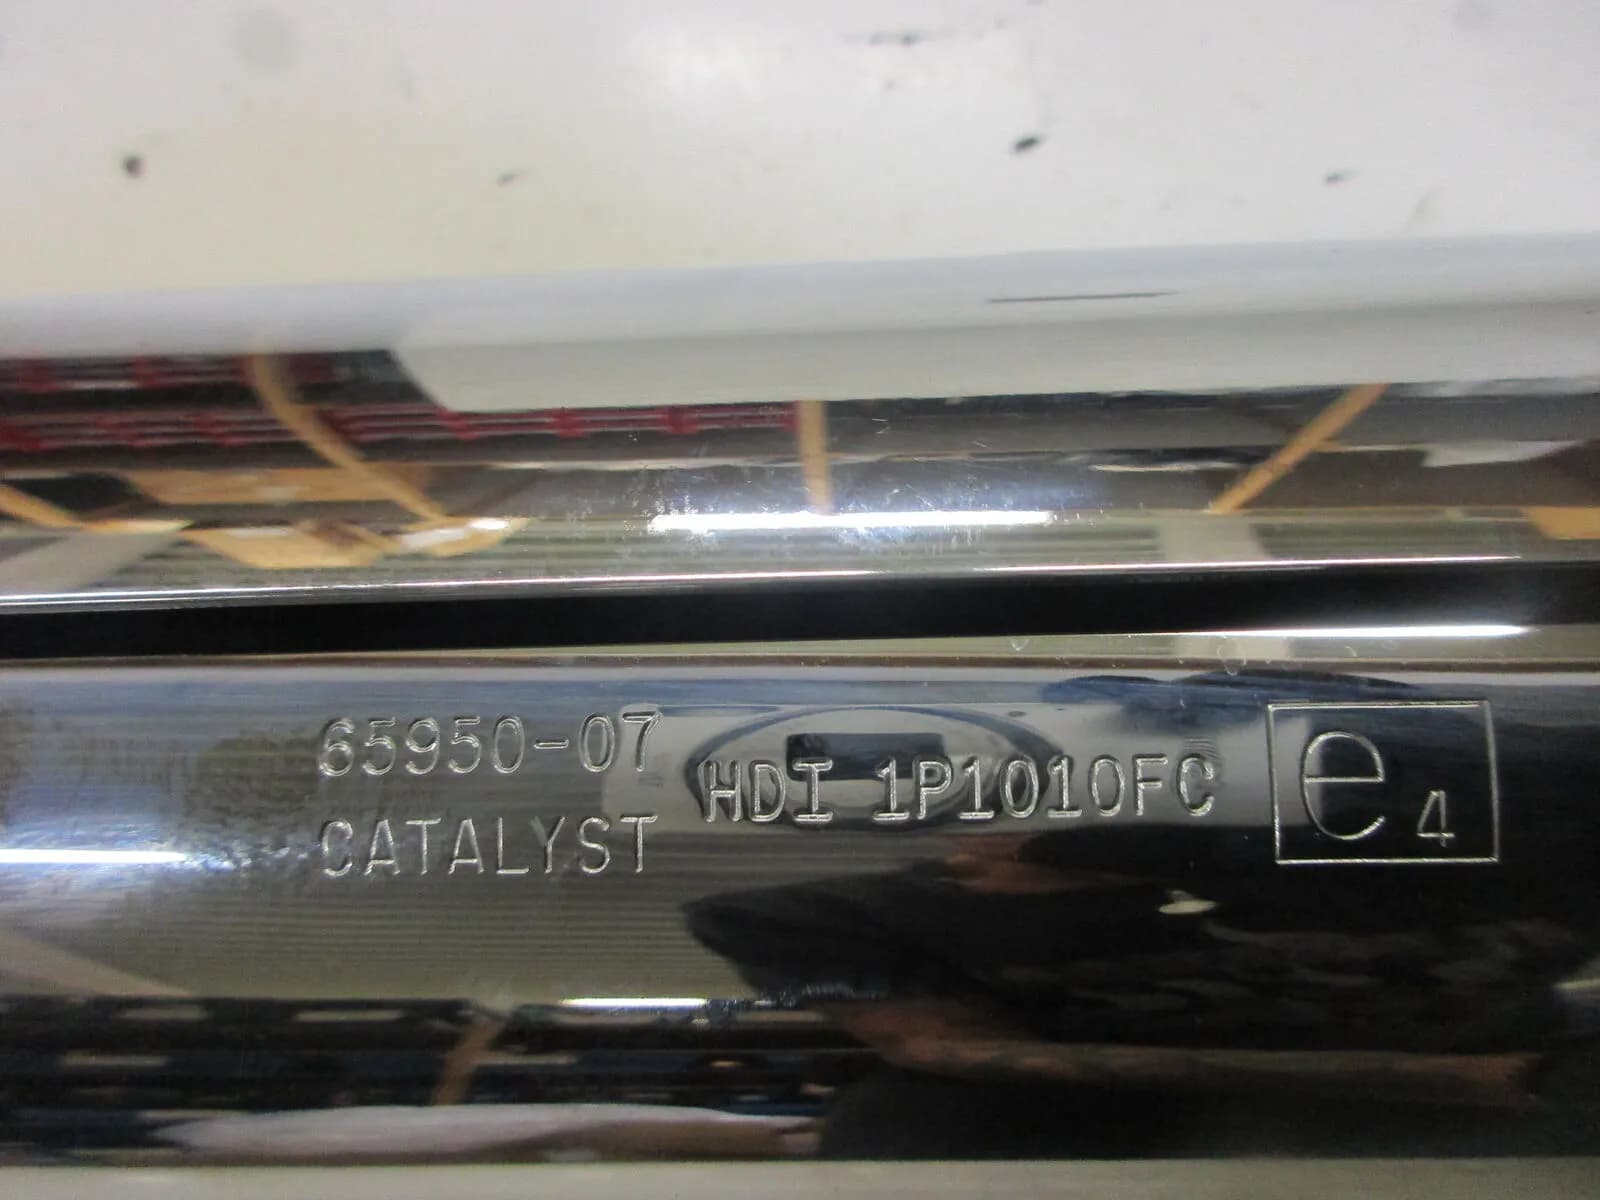 65950-07
CATALYST
HDI 1P1010FC
e4